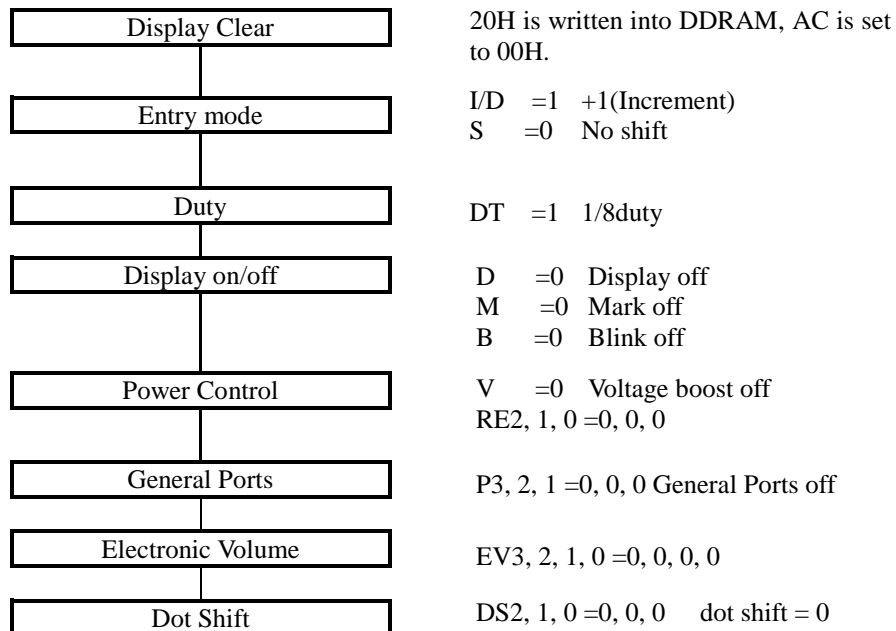 Display Clear
20H is written into DDRAM, AC is set
to 00H.
Entry mode
I/D =1 +1(Increment)
S =0 No shift
Duty
DT =1 1/8duty
Display on/off
D =0 Display off
M =0 Mark off
B =0 Blink off
Power Control
V =0 Voltage boost off
RE2, 1, 0 =0, 0, 0
General Ports
P3, 2, 1 =0, 0, 0 General Ports off
Electronic Volume
EV3, 2, 1, 0 =0, 0, 0, 0
Dot Shift
DS2, 1, 0 =0, 0, 0 dot shift = 0